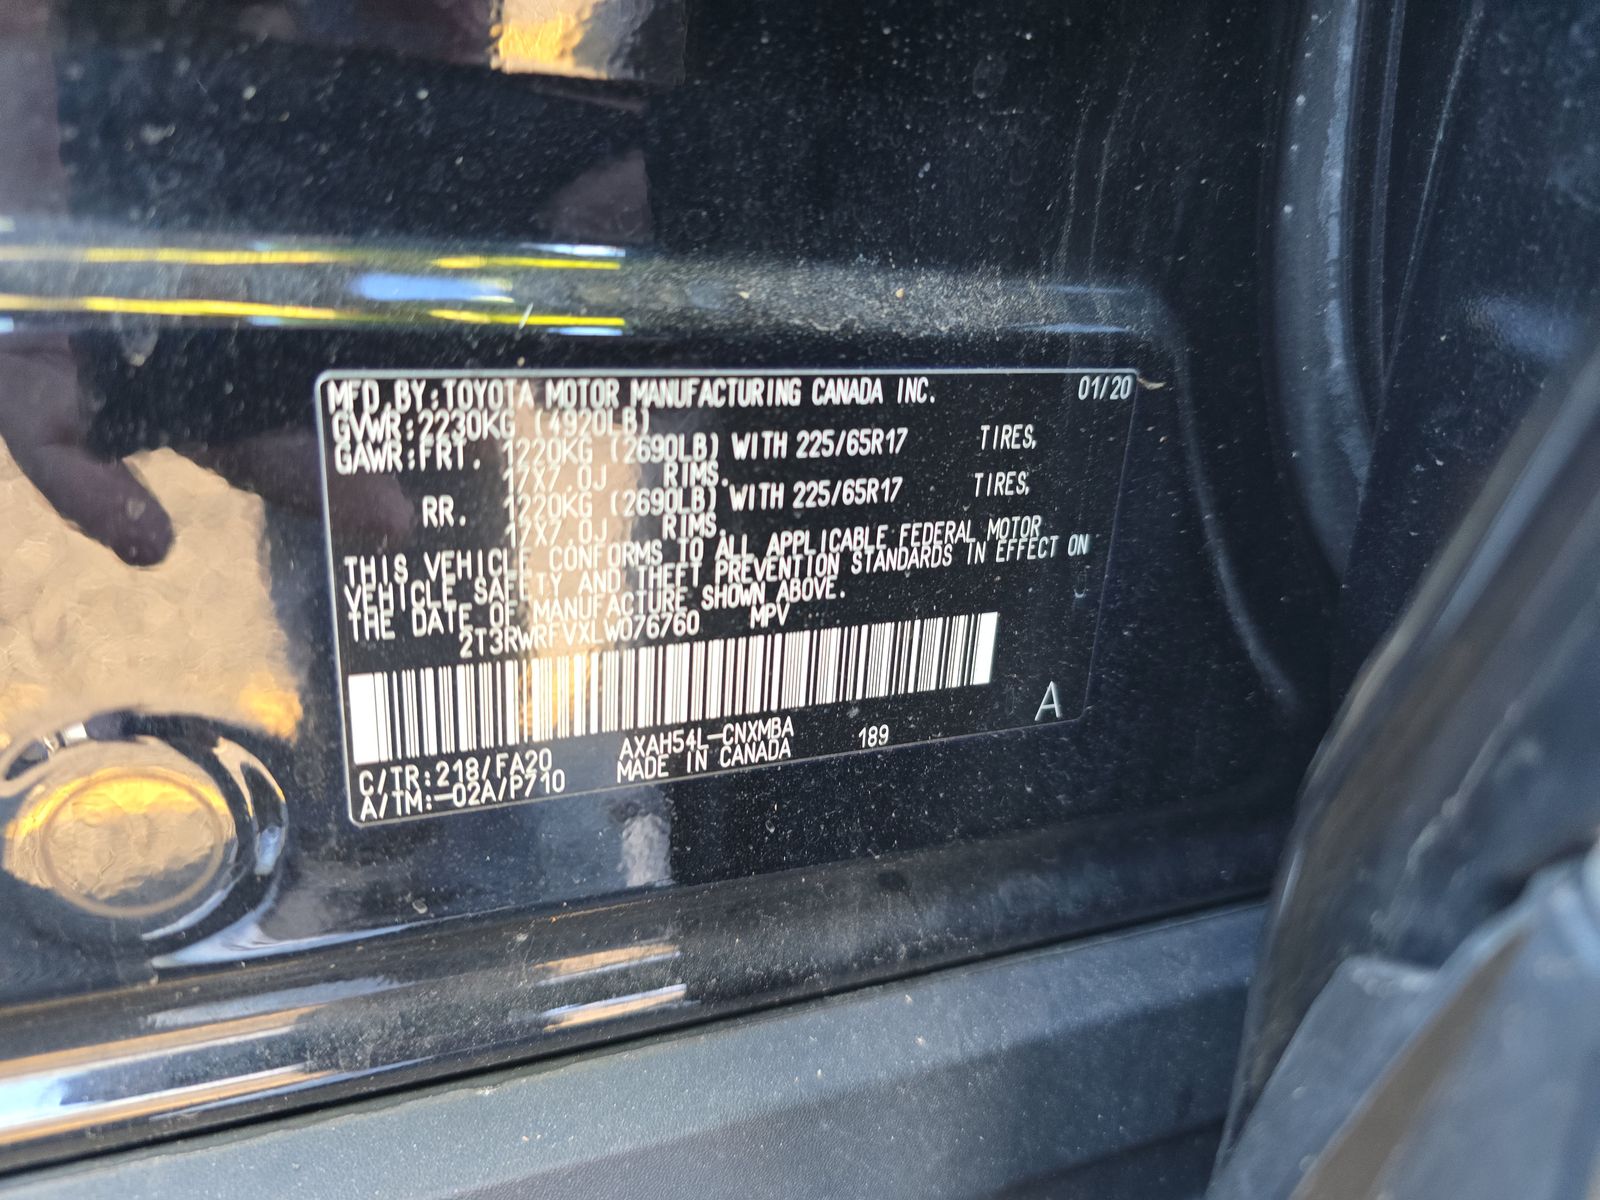 MFD. BY: TOYOTA MOTOR MANUFACTURING CANADA INC. 01/20
GVWR: 2230KG (4920LB)
GAWR: FRT. 1220KG (2690LB) WITH 225/65R17 TIRES,
17X7.0J RIMS.
RR. 1220KG (2690LB) WITH 225/65R17 TIRES,
17X7.0J RIMS.
THIS VEHICLE CONFORMS TO ALL APPLICABLE FEDERAL MOTOR
VEHICLE SAFETY AND THEFT PREVENTION STANDARDS IN EFFECT ON
THE DATE OF MANUFACTURE SHOWN ABOVE.
2T3RWRFVXLW076760 MPV
A
C/TR: 218/FA20 AXAH54L-CNXMBA 189
A/TM:-02A/P710 MADE IN CANADA